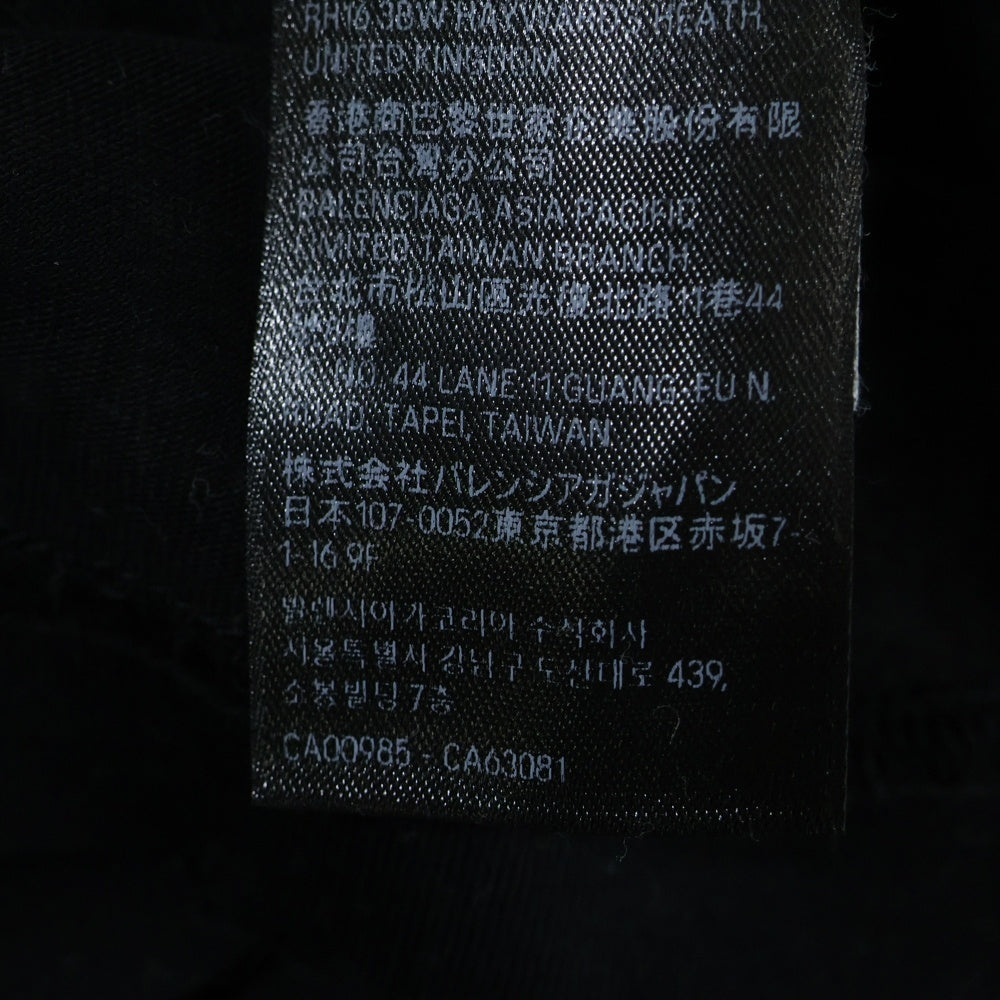 RH16 3BW HAYWARDS HEATH,
UNITED KINGDOM
香港商巴黎世家企業股份有限
公司台灣分公司
BALENCIAGA ASIA PACIFIC
LIMITED TAIWAN BRANCH
台北市松山區光復北路11巷44
號8樓
NO. 44 LANE 11 GUANG FU N.
ROAD, TAPEI, TAIWAN
株式会社バレンシアガジャパン
日本107-0052東京都港区赤坂7-
1-16 9F
발렌시아가코리아 주식회사
서울특별시 강남구 도산대로 439,
소봉빌딩 7층
CA00985 - CA63081